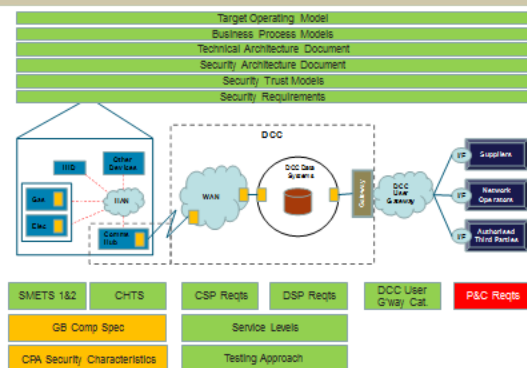 Target Operating Model
Business Process Models
Technical Architecture Document
Security Architecture Document
Security Trust Models
Security Requirements
DCC
IHD
Other
Devices
Gas
Elec
HAN
Comms
Hub
WAN
DCC Data
Systems
Gateway
DCC
User
Gateway
I/F
Suppliers
I/F
Network
Operators
I/F
Authorised
Third Parties
SMETS 1&2
CHTS
CSP Reqts
DSP Reqts
DCC User
G'way Cat.
P&C Reqts
GB Comp Spec
Service Levels
CPA Security Characteristics
Testing Approach